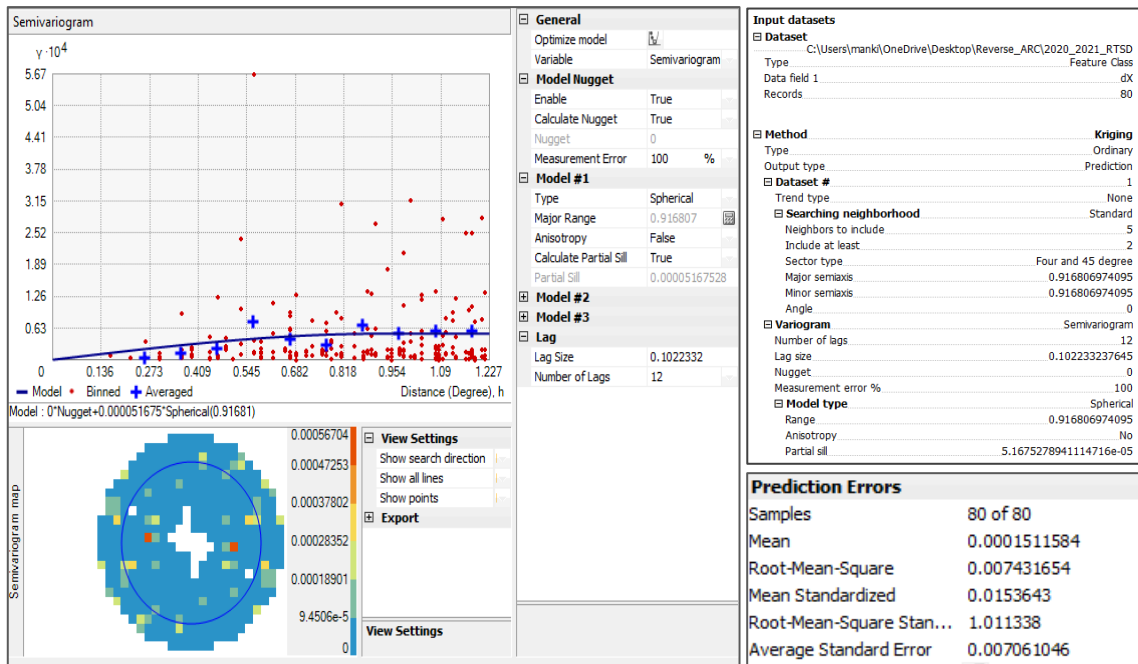 Semivariogram
γ ·10⁴
5.67
5.04
4.41
3.78
3.15
2.52
1.89
1.26
0.63
0 0.136 0.273 0.409 0.545 0.682 0.818 0.954 1.09 1.227
Model Binned Averaged Distance (Degree), h
Model : 0*Nugget+0.000051675*Spherical(0.91681)
Semivariogram map
0.00056704
0.00047253
0.00037802
0.00028352
0.00018901
9.4506e-5
0
View Settings
Show search direction
Show all lines
Show points
Export
View Settings
General
Optimize model
Variable Semivariogram
Model Nugget
Enable True
Calculate Nugget True
Nugget 0
Measurement Error 100 %
Model #1
Type Spherical
Major Range 0.916807
Anisotropy False
Calculate Partial Sill True
Partial Sill 0.00005167528
Model #2
Model #3
Lag
Lag Size 0.1022332
Number of Lags 12
Input datasets
Dataset
C:\Users\manki\OneDrive\Desktop\Reverse_ARC\2020_2021_RTSD
Type Feature Class
Data field 1 dX
Records 80
Method Kriging
Type Ordinary
Output type Prediction
Dataset # 1
Trend type None
Searching neighborhood Standard
Neighbors to include 5
Include at least 2
Sector type Four and 45 degree
Major semiaxis 0.916806974095
Minor semiaxis 0.916806974095
Angle 0
Variogram Semivariogram
Number of lags 12
Lag size 0.102233237645
Nugget 0
Measurement error % 100
Model type Spherical
Range 0.916806974095
Anisotropy No
Partial sill 5.1675278941114716e-05
Prediction Errors
Samples 80 of 80
Mean 0.0001511584
Root-Mean-Square 0.007431654
Mean Standardized 0.0153643
Root-Mean-Square Stan... 1.011338
Average Standard Error 0.007061046